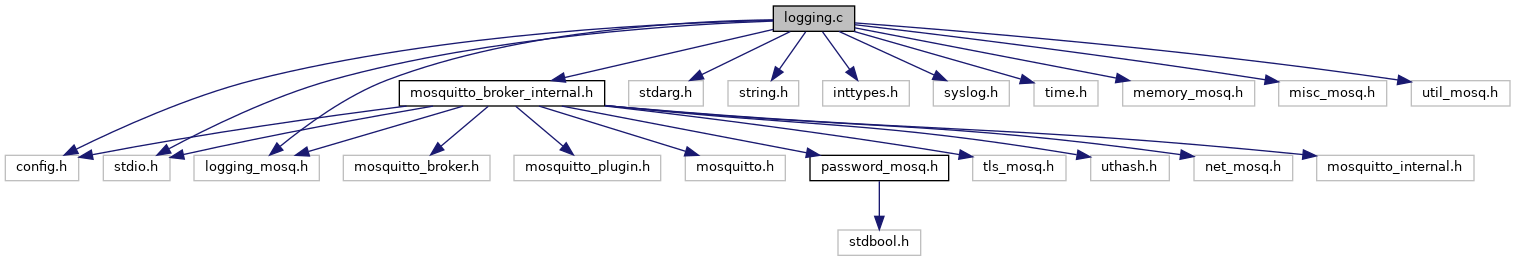 logging.c
mosquitto_broker_internal.h
stdarg.h
string.h
inttypes.h
syslog.h
time.h
memory_mosq.h
misc_mosq.h
util_mosq.h
config.h
stdio.h
logging_mosq.h
mosquitto_broker.h
mosquitto_plugin.h
mosquitto.h
password_mosq.h
tls_mosq.h
uthash.h
net_mosq.h
mosquitto_internal.h
stdbool.h